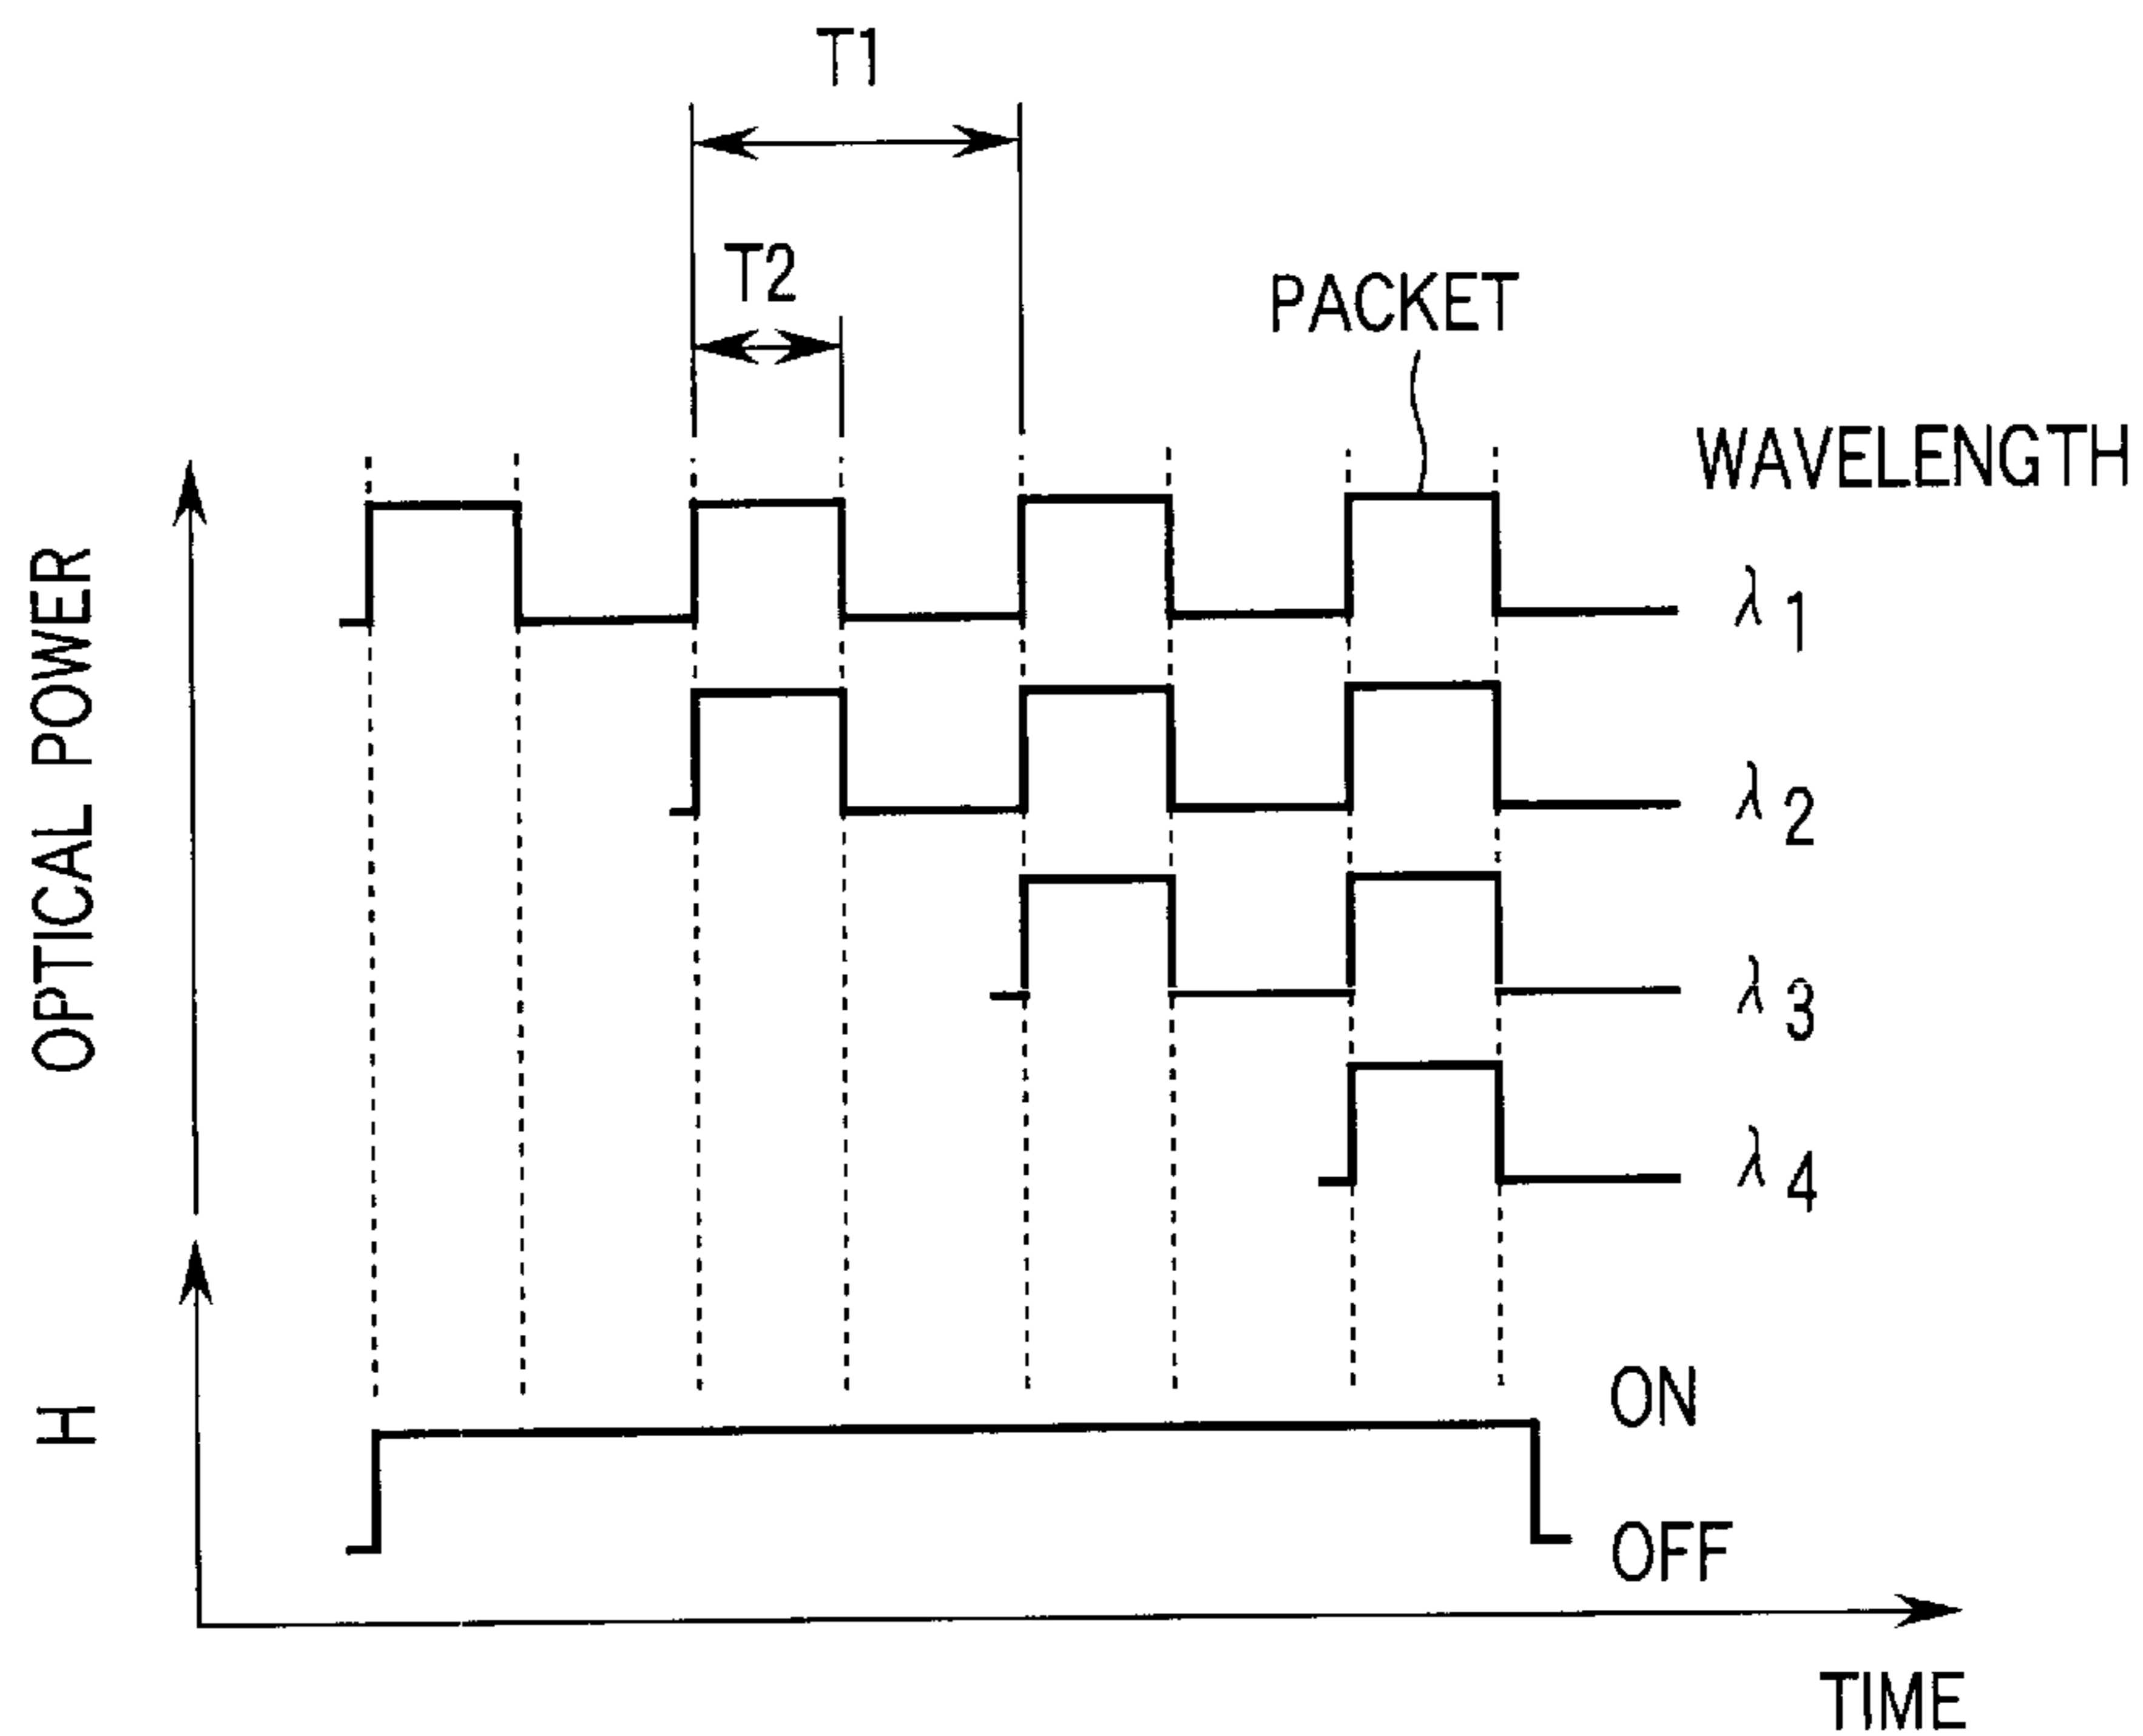 T1
T2
PACKET
WAVELENGTH
OPTICAL POWER
λ1
λ2
λ3
λ4
H
ON
OFF
TIME